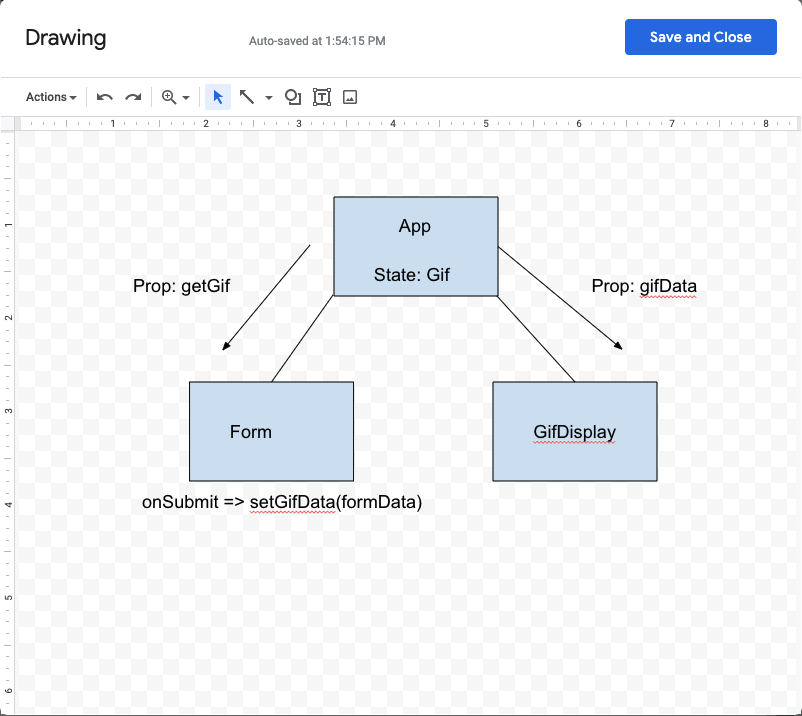 Drawing
Auto-saved at 1:54:15 PM
Save and Close
Actions
1 2 3 4 5 6 7 8
1
2
3
4
5
6
App
State: Gif
Prop: getGif
Prop: gifData
Form
GifDisplay
onSubmit => setGifData(formData)